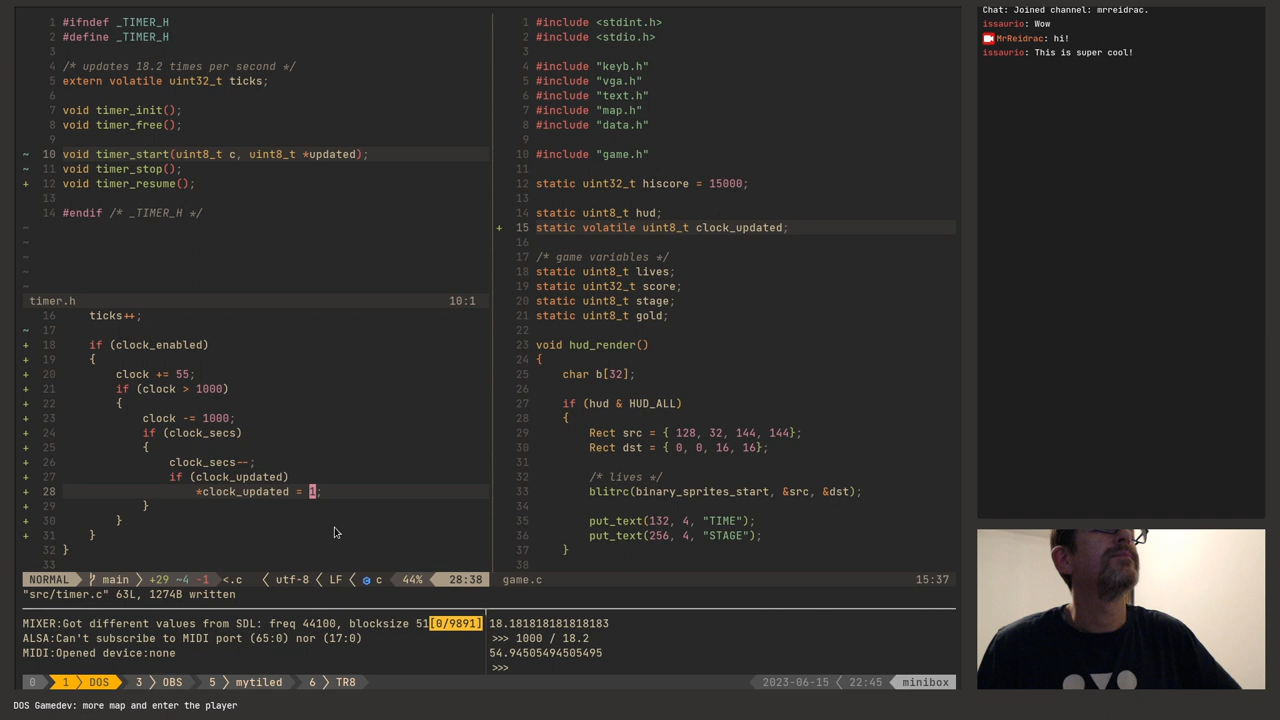 1 #ifndef _TIMER_H
2 #define _TIMER_H
3
4 /* updates 18.2 times per second */
5 extern volatile uint32_t ticks;
6
7 void timer_init();
8 void timer_free();
9
~ 10 void timer_start(uint8_t c, uint8_t *updated);
~ 11 void timer_stop();
+ 12 void timer_resume();
13
14 #endif /* _TIMER_H */
~
~
~
~
~
timer.h 10:1
16 ticks++;
~ 17
+ 18 if (clock_enabled)
+ 19 {
+ 20 clock += 55;
+ 21 if (clock > 1000)
+ 22 {
+ 23 clock -= 1000;
+ 24 if (clock_secs)
+ 25 {
+ 26 clock_secs--;
+ 27 if (clock_updated)
+ 28 *clock_updated = 1;
+ 29 }
+ 30 }
+ 31 }
32 }
33
NORMAL main +29 ~4 -1 <.c utf-8 LF c 44% 28:38
"src/timer.c" 63L, 1274B written
1 #include <stdint.h>
2 #include <stdio.h>
3
4 #include "keyb.h"
5 #include "vga.h"
6 #include "text.h"
7 #include "map.h"
8 #include "data.h"
9
10 #include "game.h"
11
12 static uint32_t hiscore = 15000;
13
14 static uint8_t hud;
+ 15 static volatile uint8_t clock_updated;
16
17 /* game variables */
18 static uint8_t lives;
19 static uint32_t score;
20 static uint8_t stage;
21 static uint8_t gold;
22
23 void hud_render()
24 {
25 char b[32];
26
27 if (hud & HUD_ALL)
28 {
29 Rect src = { 128, 32, 144, 144};
30 Rect dst = { 0, 0, 16, 16};
31
32 /* lives */
33 blitrc(binary_sprites_start, &src, &dst);
34
35 put_text(132, 4, "TIME");
36 put_text(256, 4, "STAGE");
37 }
38
game.c 15:37
MIXER:Got different values from SDL: freq 44100, blocksize 51[0/9891]
ALSA:Can't subscribe to MIDI port (65:0) nor (17:0)
MIDI:Opened device:none
18.181818181818183
>>> 1000 / 18.2
54.94505494505495
>>>
0 1 DOS 3 OBS 5 mytiled 6 TR8 2023-06-15 22:45 minibox
DOS Gamedev: more map and enter the player
Chat: Joined channel: mrreidrac.
issaurio: Wow
MrReidrac: hi!
issaurio: This is super cool!